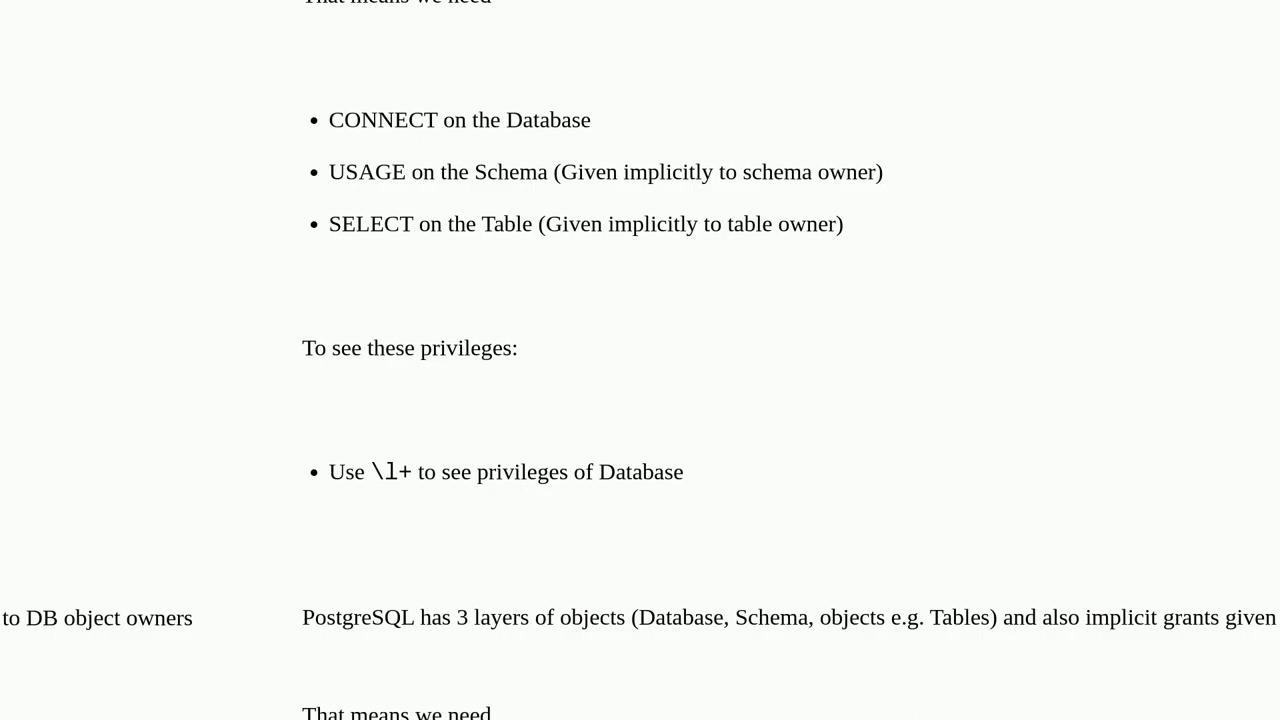 That means we need
• CONNECT on the Database
• USAGE on the Schema (Given implicitly to schema owner)
• SELECT on the Table (Given implicitly to table owner)
To see these privileges:
• Use \l+ to see privileges of Database
to DB object owners
PostgreSQL has 3 layers of objects (Database, Schema, objects e.g. Tables) and also implicit grants given
That means we need